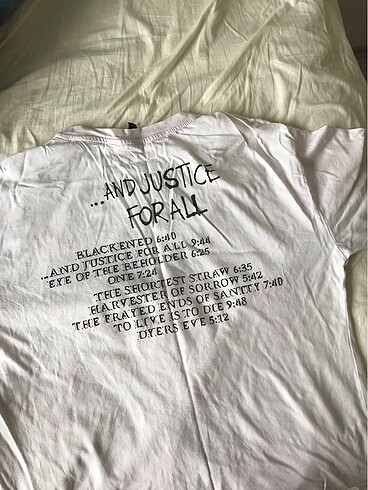 ...AND JUSTICE
FOR ALL
BLACKENED 6:40
...AND JUSTICE FOR ALL 9:44
EYE OF THE BEHOLDER 6:25
ONE 7:24
THE SHORTEST STRAW 6:35
HARVESTER OF SORROW 5:42
THE FRAYED ENDS OF SANITY 7:40
TO LIVE IS TO DIE 9:48
DYERS EVE 5:12